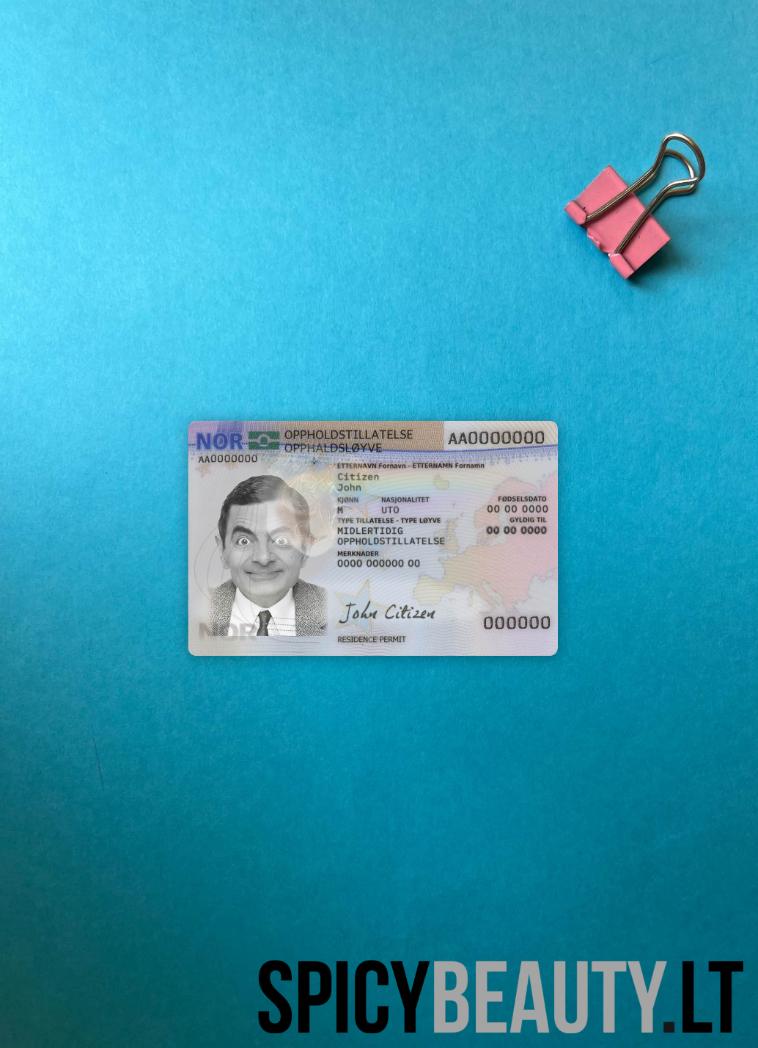 NOR OPPHOLDSTILLATELSE AA0000000
OPPHALDSLØYVE
AA0000000
ETTERNAVN Fornavn - ETTERNAMN Fornamn
Citizen
John
KJØNN NASJONALITET FØDSELSDATO
M UTO 00 00 0000
TYPE TILLATELSE - TYPE LØYVE GYLDIG TIL
MIDLERTIDIG 00 00 0000
OPPHOLDSTILLATELSE
MERKNADER
0000 000000 00
John Citizen 000000
NOR
RESIDENCE PERMIT
SPICYBEAUTY.LT